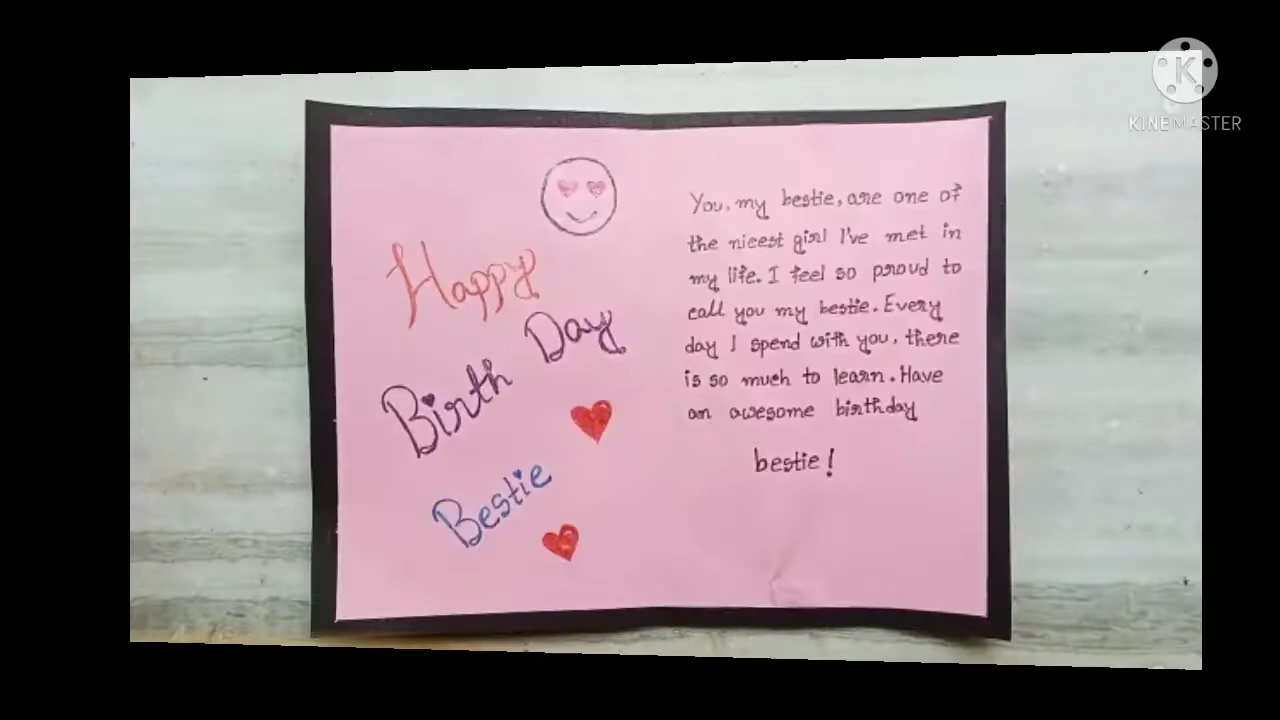 Happy
Birth Day
Bestie
You, my bestie, are one of
the nicest girl I've met in
my life. I feel so proud to
call you my bestie. Every
day I spend with you, there
is so much to learn. Have
an awesome birthday
bestie!
K
KINEMASTER